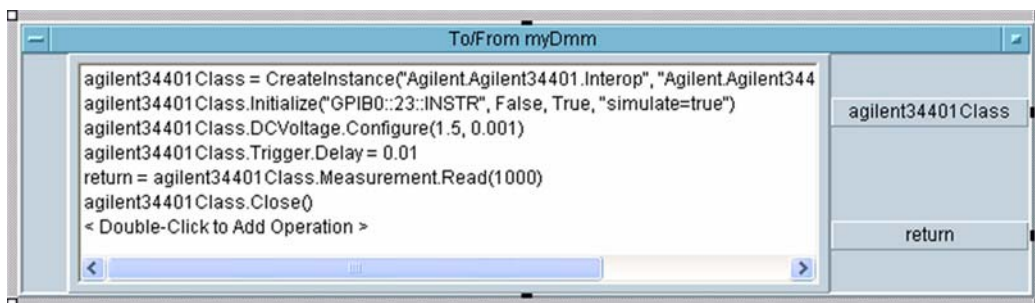 To/From myDmm
agilent34401Class = CreateInstance("Agilent.Agilent34401.Interop", "Agilent.Agilent344
agilent34401Class.Initialize("GPIB0::23::INSTR", False, True, "simulate=true")
agilent34401Class.DCVoltage.Configure(1.5, 0.001)
agilent34401Class.Trigger.Delay = 0.01
return = agilent34401Class.Measurement.Read(1000)
agilent34401Class.Close()
< Double-Click to Add Operation >
agilent34401Class
return